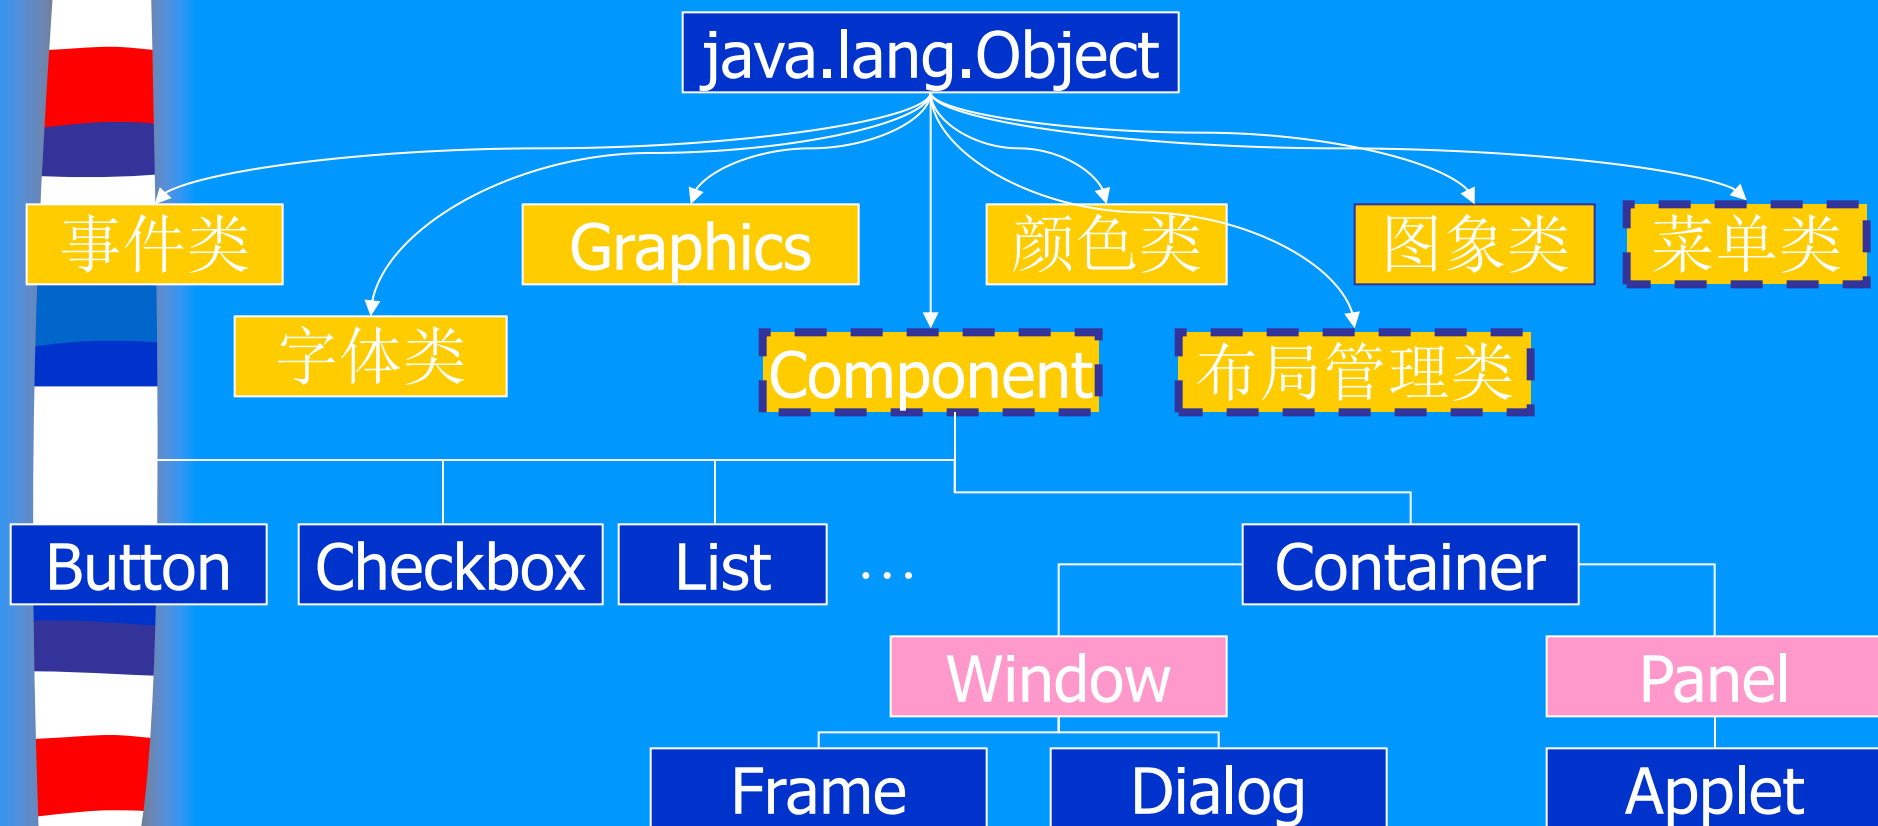 java.lang.Object
事件类
Graphics
颜色类
图象类
菜单类
字体类
Component
布局管理类
Button
Checkbox
List
…
Container
Window
Panel
Frame
Dialog
Applet